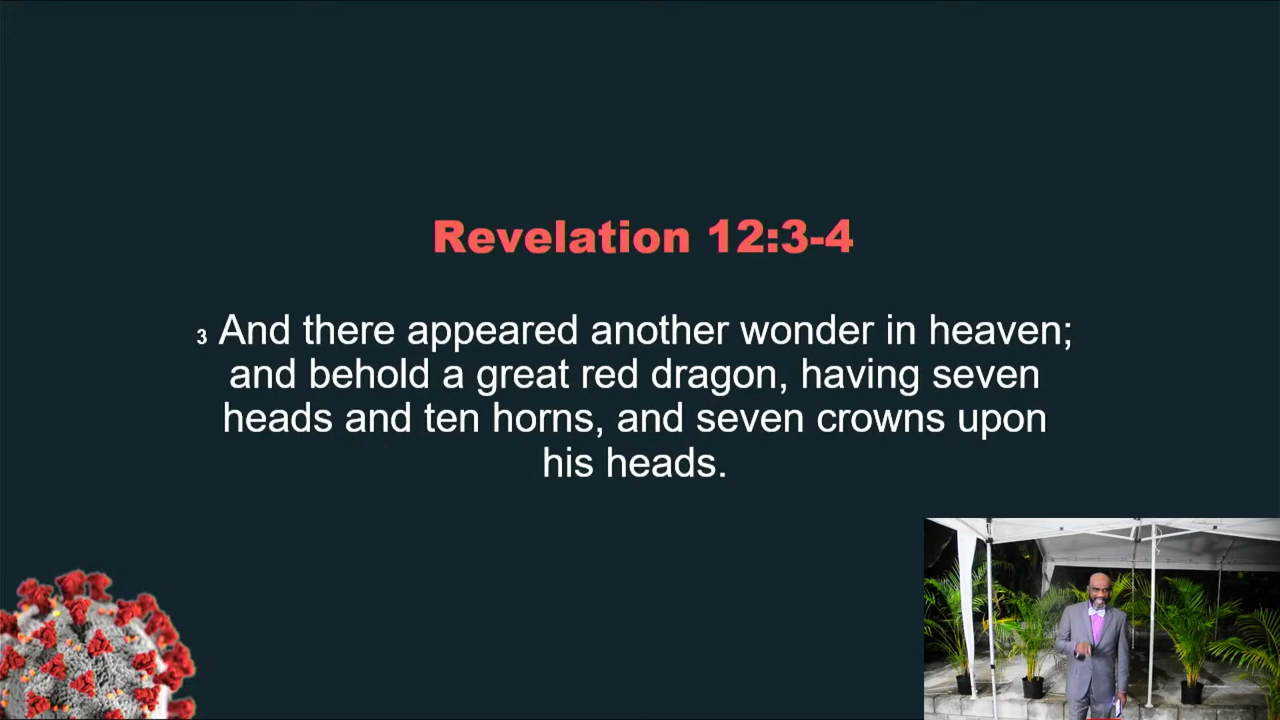 Revelation 12:3-4
3 And there appeared another wonder in heaven;
and behold a great red dragon, having seven
heads and ten horns, and seven crowns upon
his heads.